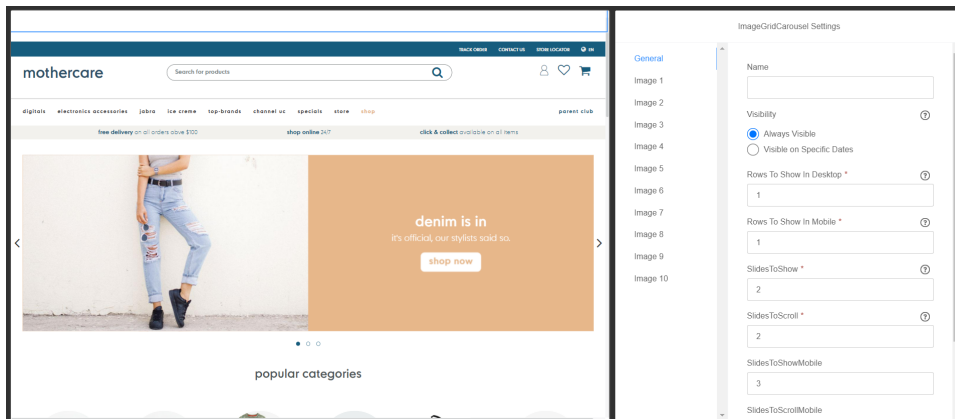 ImageGridCarousel Settings
TRACK ORDER CONTACT US STORE LOCATOR EN
mothercare
Search for products
digitals electronics accessories jabra ice creme top-brands channel uc specials store shop parent club
free delivery on all orders abve $100 shop online 24/7 click & collect available on all items
denim is in
it's official, our stylists said so.
shop now
popular categories
General
Image 1
Image 2
Image 3
Image 4
Image 5
Image 6
Image 7
Image 8
Image 9
Image 10
Name
Visibility
Always Visible
Visible on Specific Dates
Rows To Show In Desktop *
1
Rows To Show In Mobile *
1
SlidesToShow *
2
SlidesToScroll *
2
SlidesToShowMobile
3
SlidesToScrollMobile